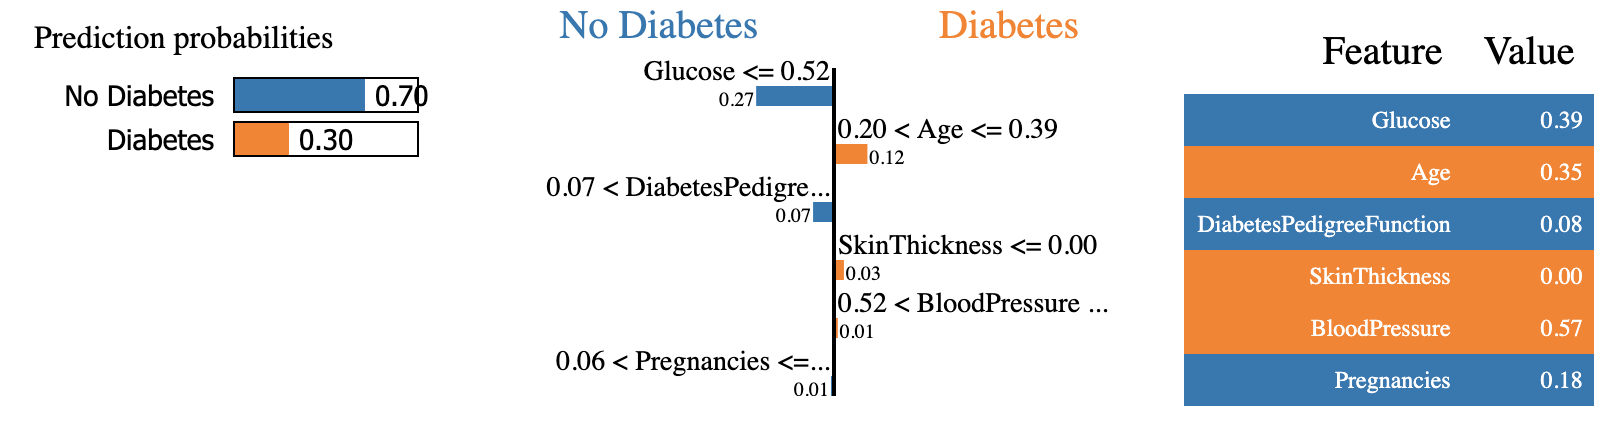 Prediction probabilities
No Diabetes 0.70
Diabetes 0.30
No Diabetes Diabetes
Glucose <= 0.52
0.27
0.20 < Age <= 0.39
0.12
0.07 < DiabetesPedigre...
0.07
SkinThickness <= 0.00
0.03
0.52 < BloodPressure ...
0.01
0.06 < Pregnancies <=...
0.01
Feature Value
Glucose 0.39
Age 0.35
DiabetesPedigreeFunction 0.08
SkinThickness 0.00
BloodPressure 0.57
Pregnancies 0.18